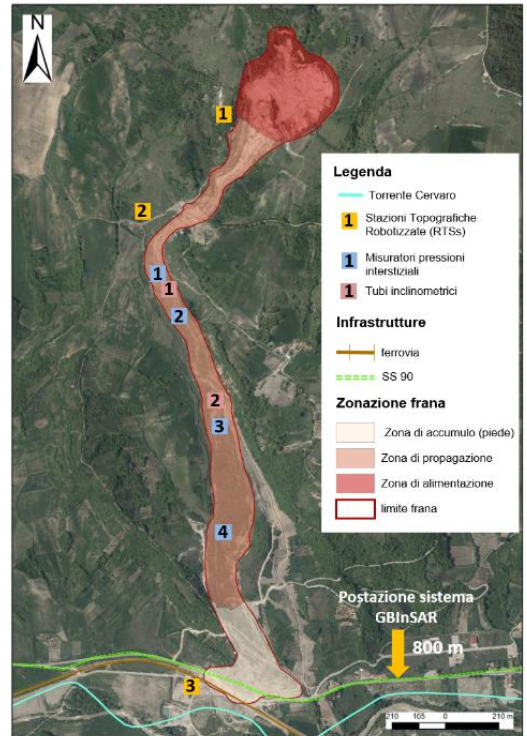 N
1
2
1
1
2
2
3
4
3
Legenda
Torrente Cervaro
1 Stazioni Topografiche
Robotizzate (RTSs)
1 Misuratori pressioni
interstiziali
1 Tubi inclinometrici
Infrastrutture
ferrovia
SS 90
Zonazione frana
Zona di accumulo (piede)
Zona di propagazione
Zona di alimentazione
limite frana
Postazione sistema
GBInSAR
800 m
210 105 0 210 m